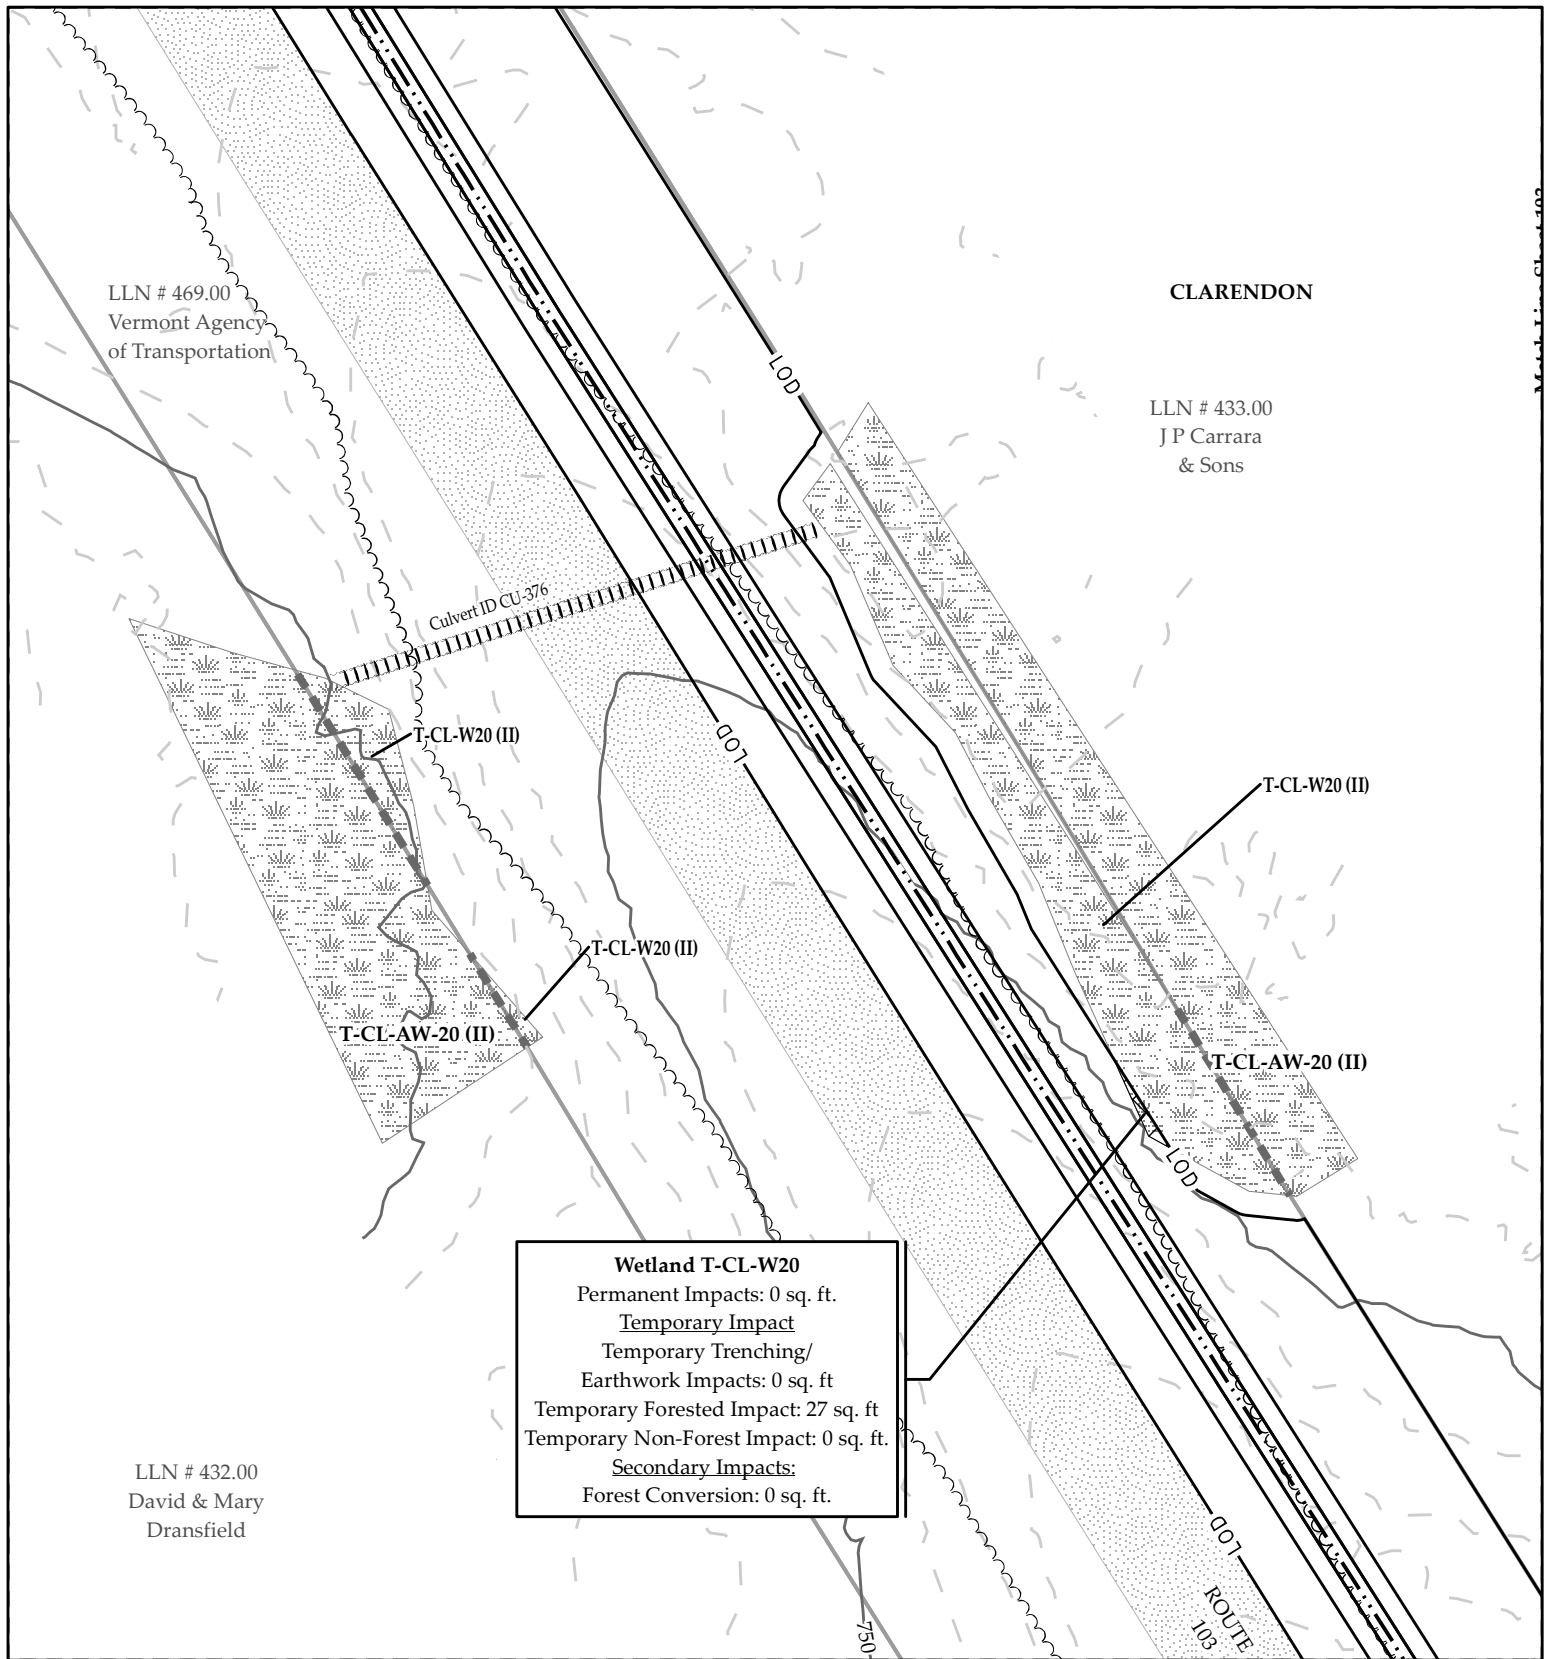 CLARENDON
LLN # 469.00
Vermont Agency
of Transportation
LOD
LLN # 433.00
J P Carrara
& Sons
Culvert ID CU-376
T-CL-W20 (II)
LOD
T-CL-W20 (II)
T-CL-W20 (II)
T-CL-AW-20 (II)
T-CL-AW-20 (II)
LOD
Wetland T-CL-W20
Permanent Impacts: 0 sq. ft.
Temporary Impact
Temporary Trenching/
Earthwork Impacts: 0 sq. ft
Temporary Forested Impact: 27 sq. ft
Temporary Non-Forest Impact: 0 sq. ft.
Secondary Impacts:
Forest Conversion: 0 sq. ft.
LLN # 432.00
David & Mary
Dransfield
LOD
ROUTE
103
750